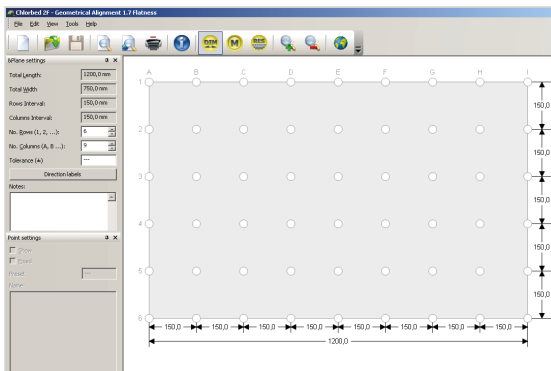 Chlorbed 2F - Geometrical Alignment 1.7 Flatness
File Edit View Tools Help
DIM M RES
&Plane settings
Total Length: 1200,0 mm
Total Width 750,0 mm
Rows Interval: 150,0 mm
Columns Interval: 150,0 mm
No. Rows (1, 2, ...): 6
No. Columns (A, B ...): 9
Tolerance (±) ---
Direction labels
Notes:
Point settings
Show
Fixed
Preset ---
Name
A B C D E F G H I
1
150,0
2
150,0
3
150,0
4
150,0
5
150,0
6
150,0 150,0 150,0 150,0 150,0 150,0 150,0 150,0
1200,0